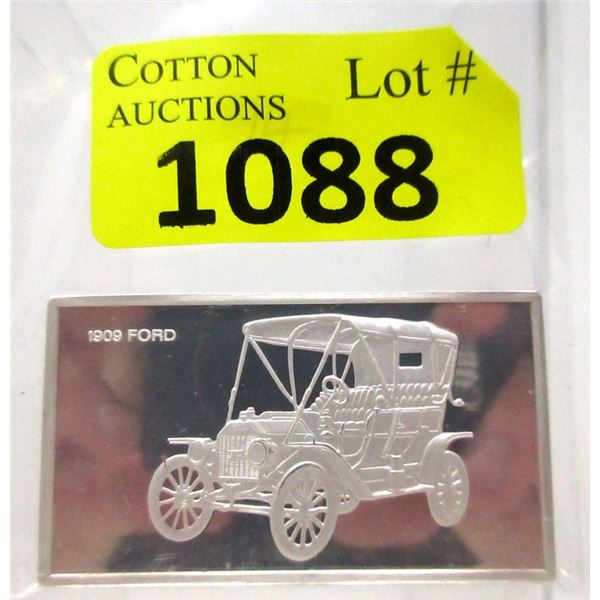 COTTON Lot #
AUCTIONS
1088
1909 FORD